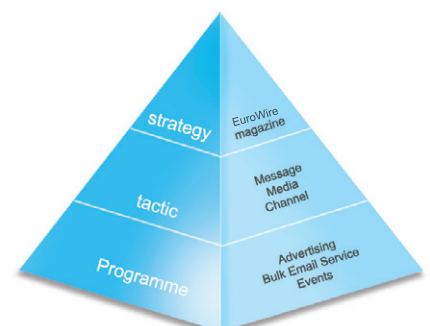 strategy
EuroWire
magazine
tactic
Message
Media
Channel
Programme
Advertising
Bulk Email Service
Events